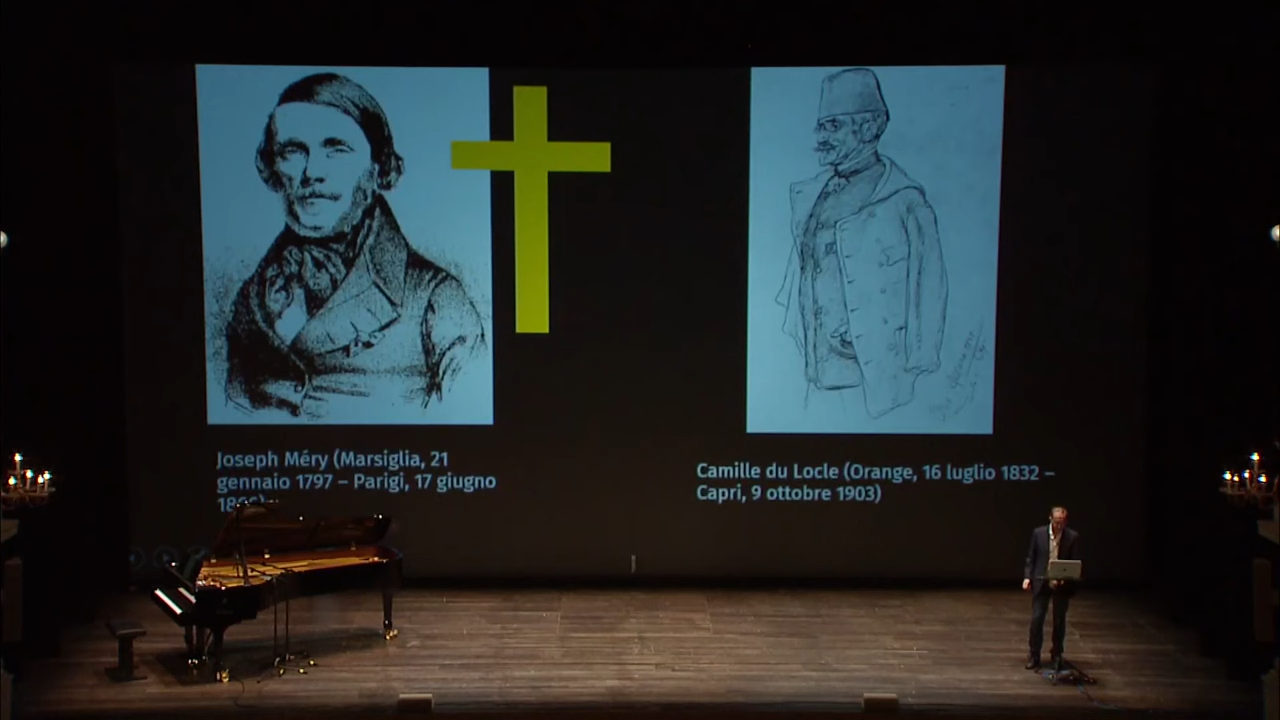 Joseph Méry (Marsiglia, 21
gennaio 1797 – Parigi, 17 giugno
Camille du Locle (Orange, 16 luglio 1832 –
Capri, 9 ottobre 1903)